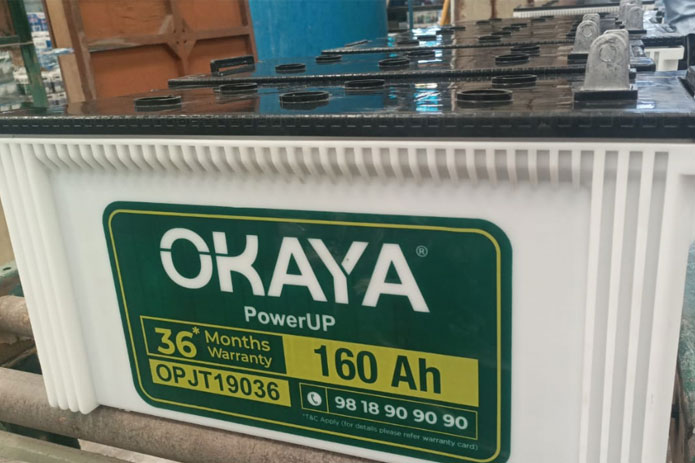 OKAYA®
PowerUP
36* Months
Warranty
160 Ah
OPJT19036
98 18 90 90 90
*T&C Apply (for details please refer warranty card)